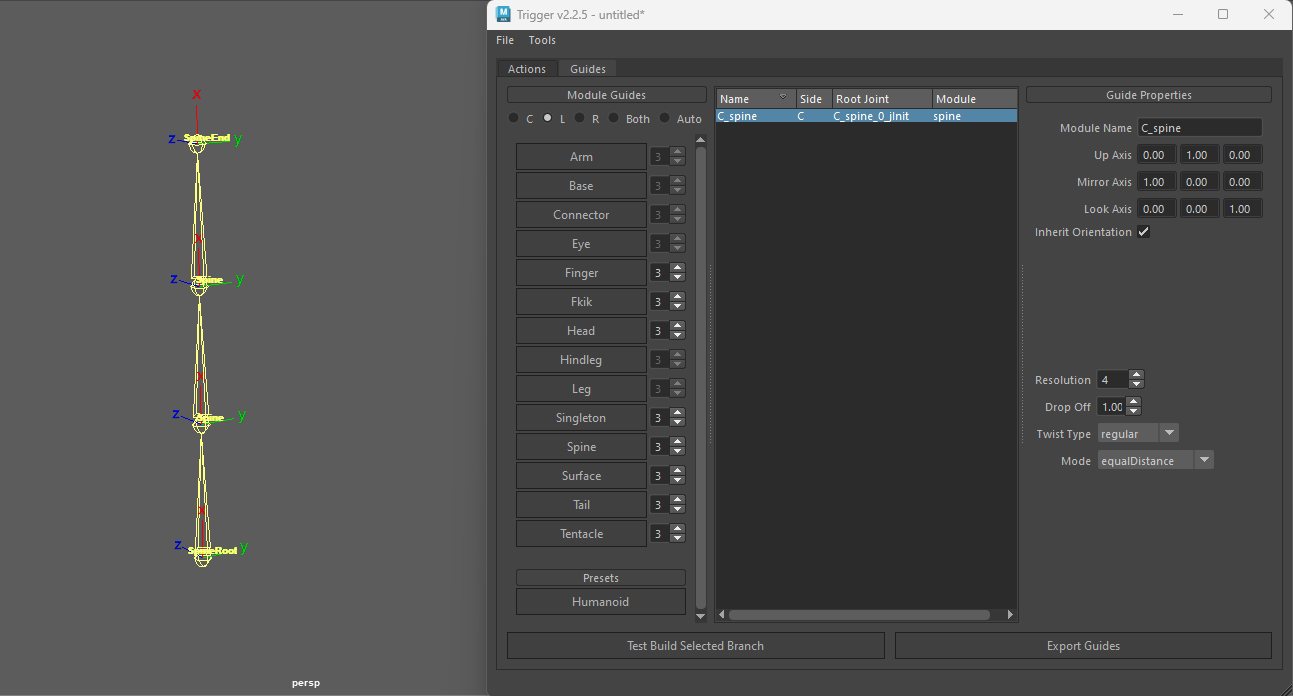 X
z SpineEnd y
X
z Spine y
X
z Spine y
X
z SpineRoot y
persp
M
Trigger v2.2.5 - untitled*
File Tools
Actions Guides
Module Guides
C L R Both Auto
Arm 3
Base 3
Connector 3
Eye 3
Finger 3
Fkik 3
Head 3
Hindleg 3
Leg 3
Singleton 3
Spine 3
Surface 3
Tail 3
Tentacle 3
Presets
Humanoid
Name Side Root Joint Module
C_spine C C_spine_0_jInit spine
Guide Properties
Module Name C_spine
Up Axis 0.00 1.00 0.00
Mirror Axis 1.00 0.00 0.00
Look Axis 0.00 0.00 1.00
Inherit Orientation
Resolution 4
Drop Off 1.00
Twist Type regular
Mode equalDistance
Test Build Selected Branch
Export Guides